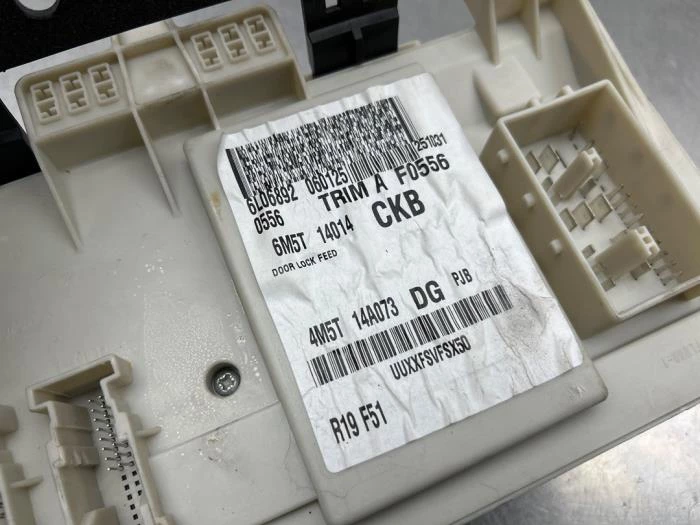 251031
6L06892 060125
0556 TRIM A F0556
6M5T 14014 CKB
DOOR LOCK FEED
4M5T 14A073 DG PJB
UUXXFSVFSX50
R19 F51